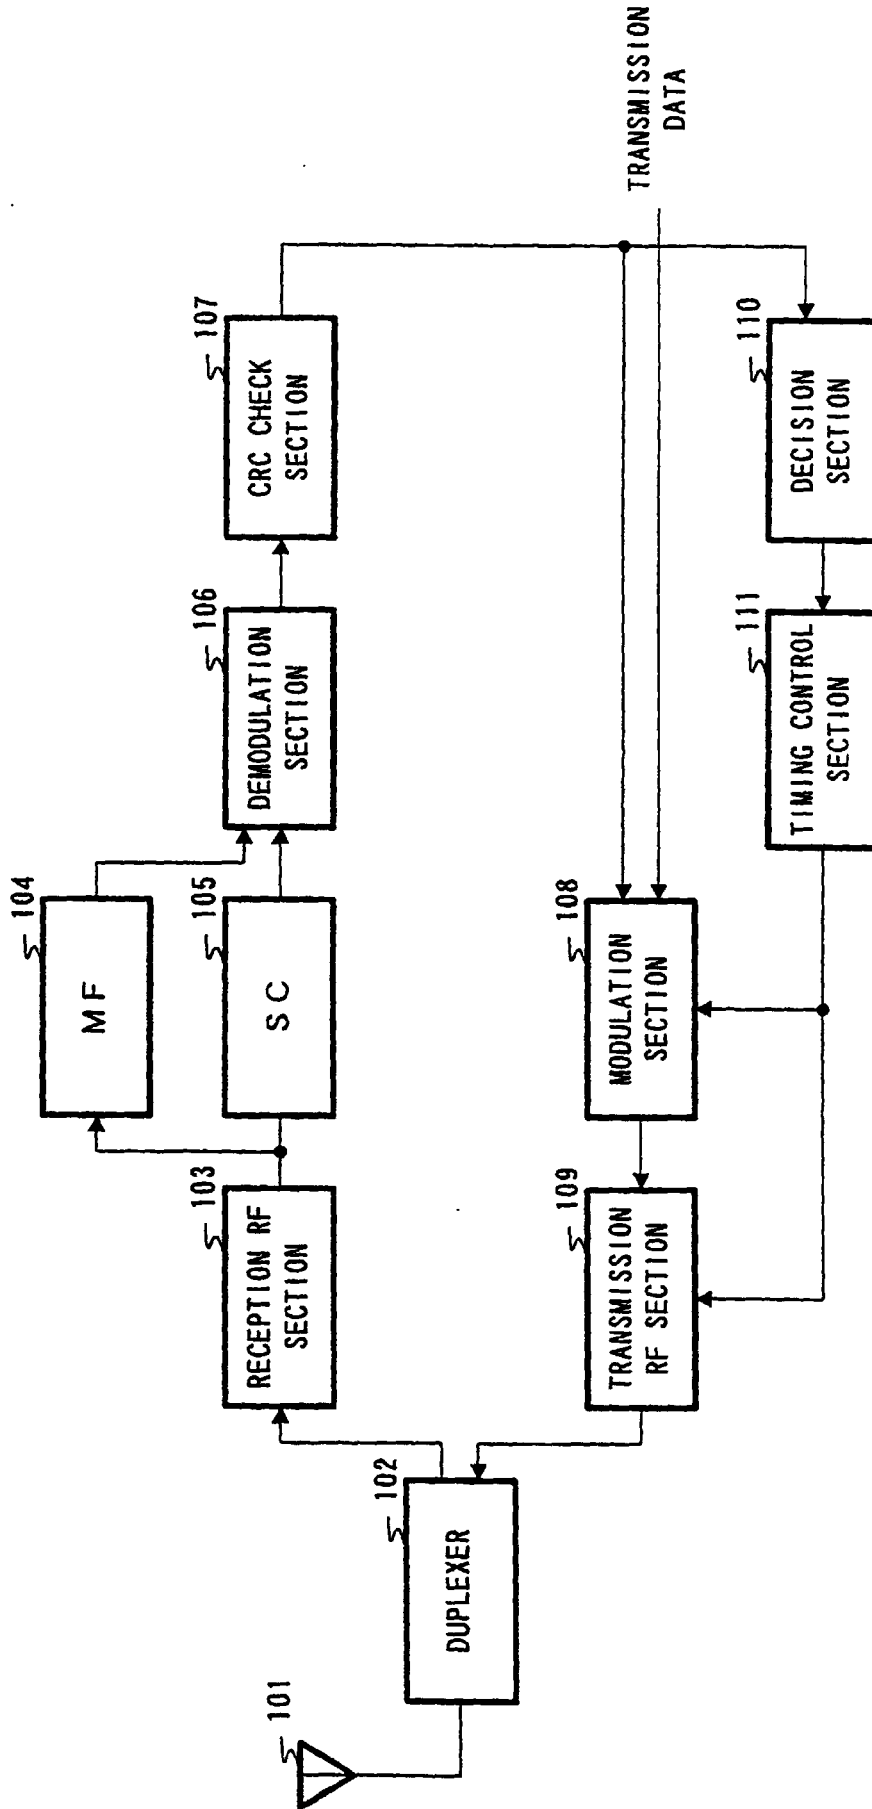 101
102
DUPLEXER
103
RECEPTION RF
SECTION
104
MF
105
SC
106
DEMODULATION
SECTION
107
CRC CHECK
SECTION
TRANSMISSION
DATA
108
MODULATION
SECTION
109
TRANSMISSION
RF SECTION
110
DECISION
SECTION
111
TIMING CONTROL
SECTION